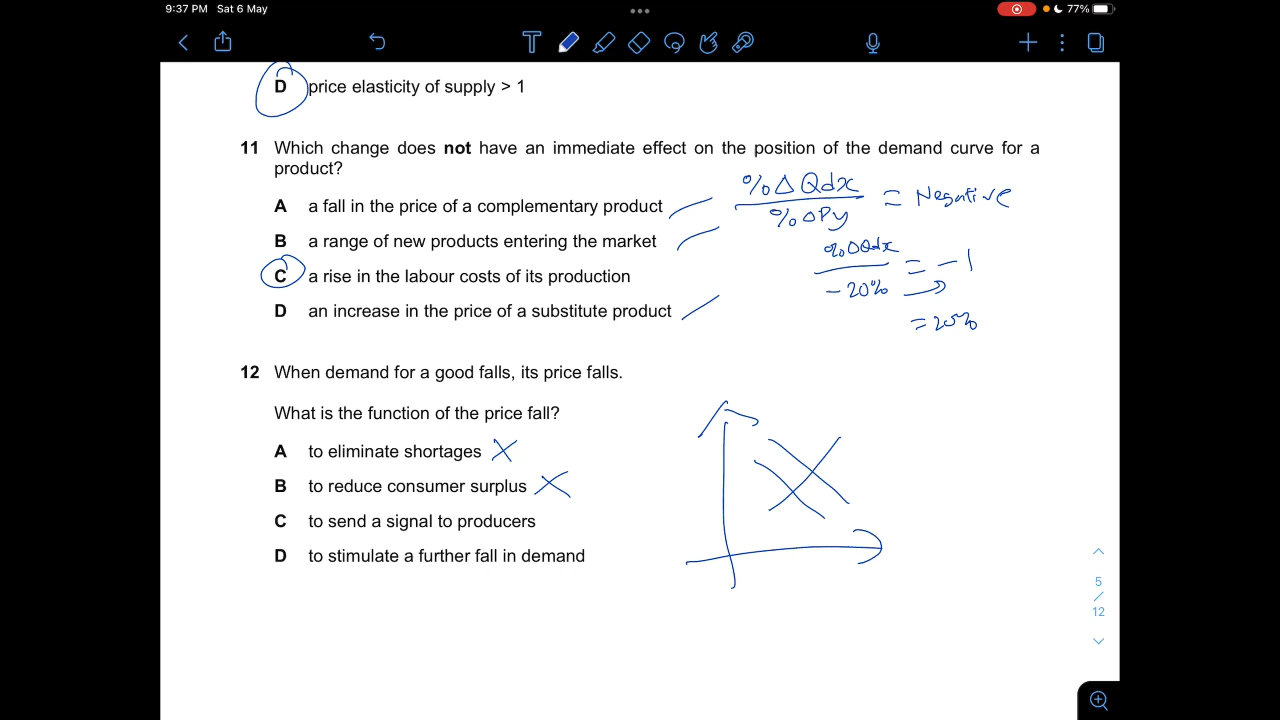 9:37 PM Sat 6 May
77%
D price elasticity of supply > 1
11 Which change does not have an immediate effect on the position of the demand curve for a
product?
A a fall in the price of a complementary product
B a range of new products entering the market
C a rise in the labour costs of its production
D an increase in the price of a substitute product
%Δ Qdx / %ΔPy = Negative
%ΔQdx / -20% = -1
= 20%
12 When demand for a good falls, its price falls.
What is the function of the price fall?
A to eliminate shortages X
B to reduce consumer surplus X
C to send a signal to producers
D to stimulate a further fall in demand
5
/
12